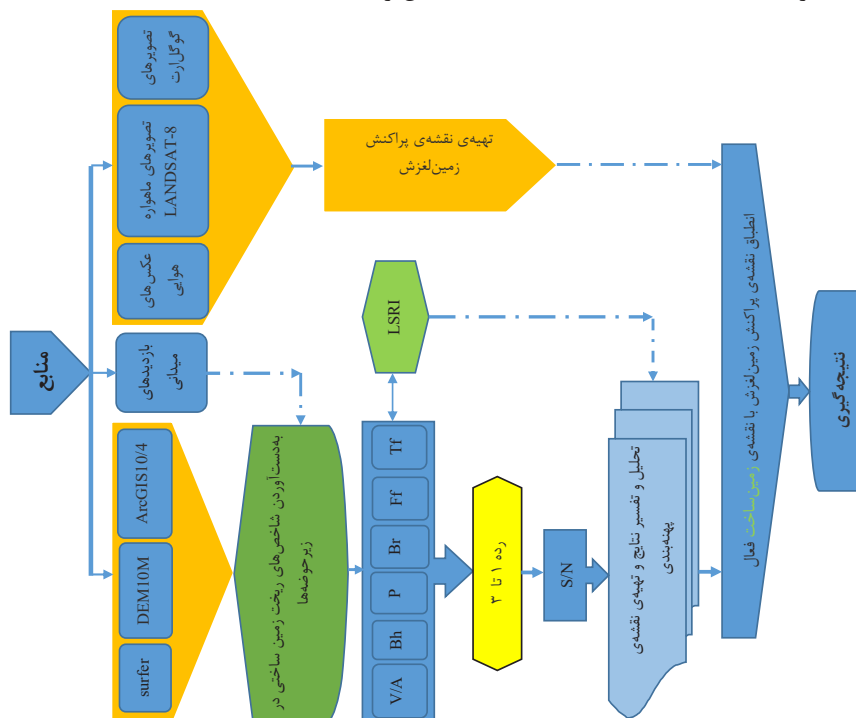 منابع
عکس‌های
هوایی
تصویرهای ماهواره
LANDSAT-8
تصویرهای
گوگل‌ارت
بازدیدهای
میدانی
surfer
DEM10M
ArcGIS10/4
تهیه‌ی نقشه‌ی پراکنش
زمین‌لغزش
به‌دست‌آوردن شاخص‌های ریخت زمین ساختی در
زیرحوضه‌ها
LSRI
V/A
Bh
P
Br
Ff
Tf
رده ۱ تا ۳
S/N
تحلیل و تفسیر نتایج و تهیه‌ی نقشه‌ی
پهنه‌بندی
انطباق نقشه‌ی پراکنش زمین‌لغزش با نقشه‌ی زمین‌ساخت فعال
نتیجه‌گیری